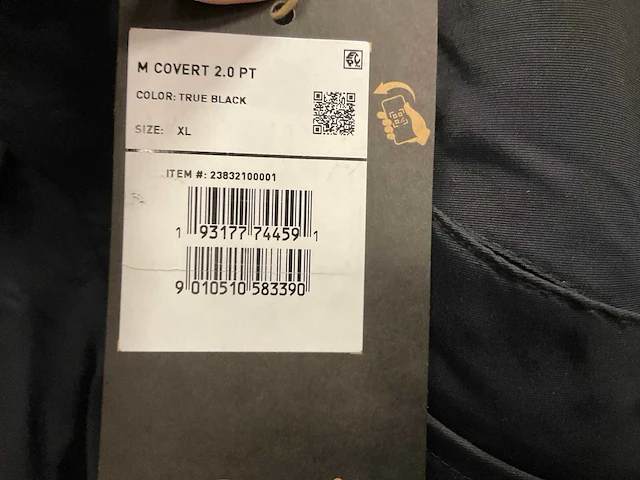 M COVERT 2.0 PT
COLOR: TRUE BLACK
SIZE: XL
ITEM #: 23832100001
1 93177 74459 1
9 010510 583390